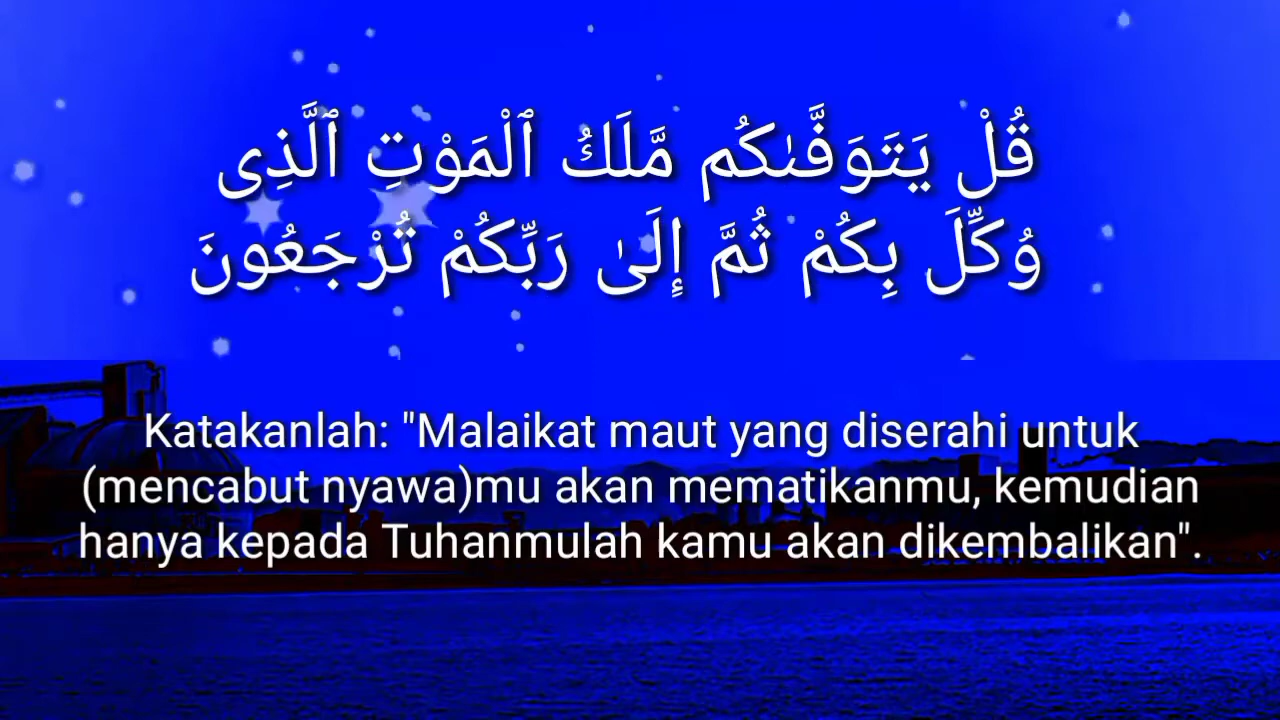 قُلْ يَتَوَفَّىٰكُم مَّلَكُ ٱلْمَوْتِ ٱلَّذِى
وُكِّلَ بِكُمْ ثُمَّ إِلَىٰ رَبِّكُمْ تُرْجَعُونَ
Katakanlah: "Malaikat maut yang diserahi untuk
(mencabut nyawa)mu akan mematikanmu, kemudian
hanya kepada Tuhanmulah kamu akan dikembalikan".